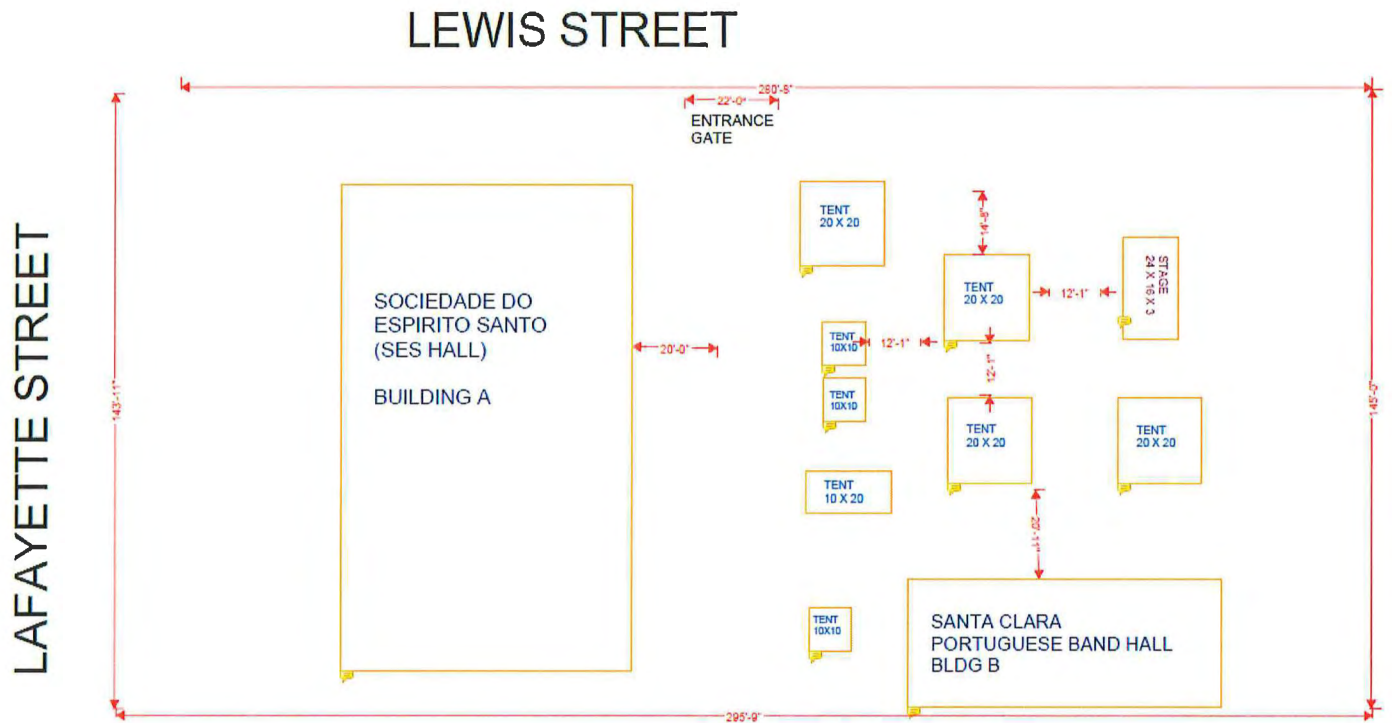 LEWIS STREET
280'-6"
22'-0"
ENTRANCE
GATE
LAFAYETTE STREET
143'-11"
145'-0"
SOCIEDADE DO
ESPIRITO SANTO
(SES HALL)
BUILDING A
20'-0"
TENT
20 X 20
14'-8"
TENT
20 X 20
12'-1"
STAGE
24 X 16 X 3
TENT
10X10
12'-1"
12'-1"
TENT
10X10
TENT
20 X 20
TENT
20 X 20
TENT
10 X 20
20'-11"
TENT
10X10
SANTA CLARA
PORTUGUESE BAND HALL
BLDG B
295'-9"